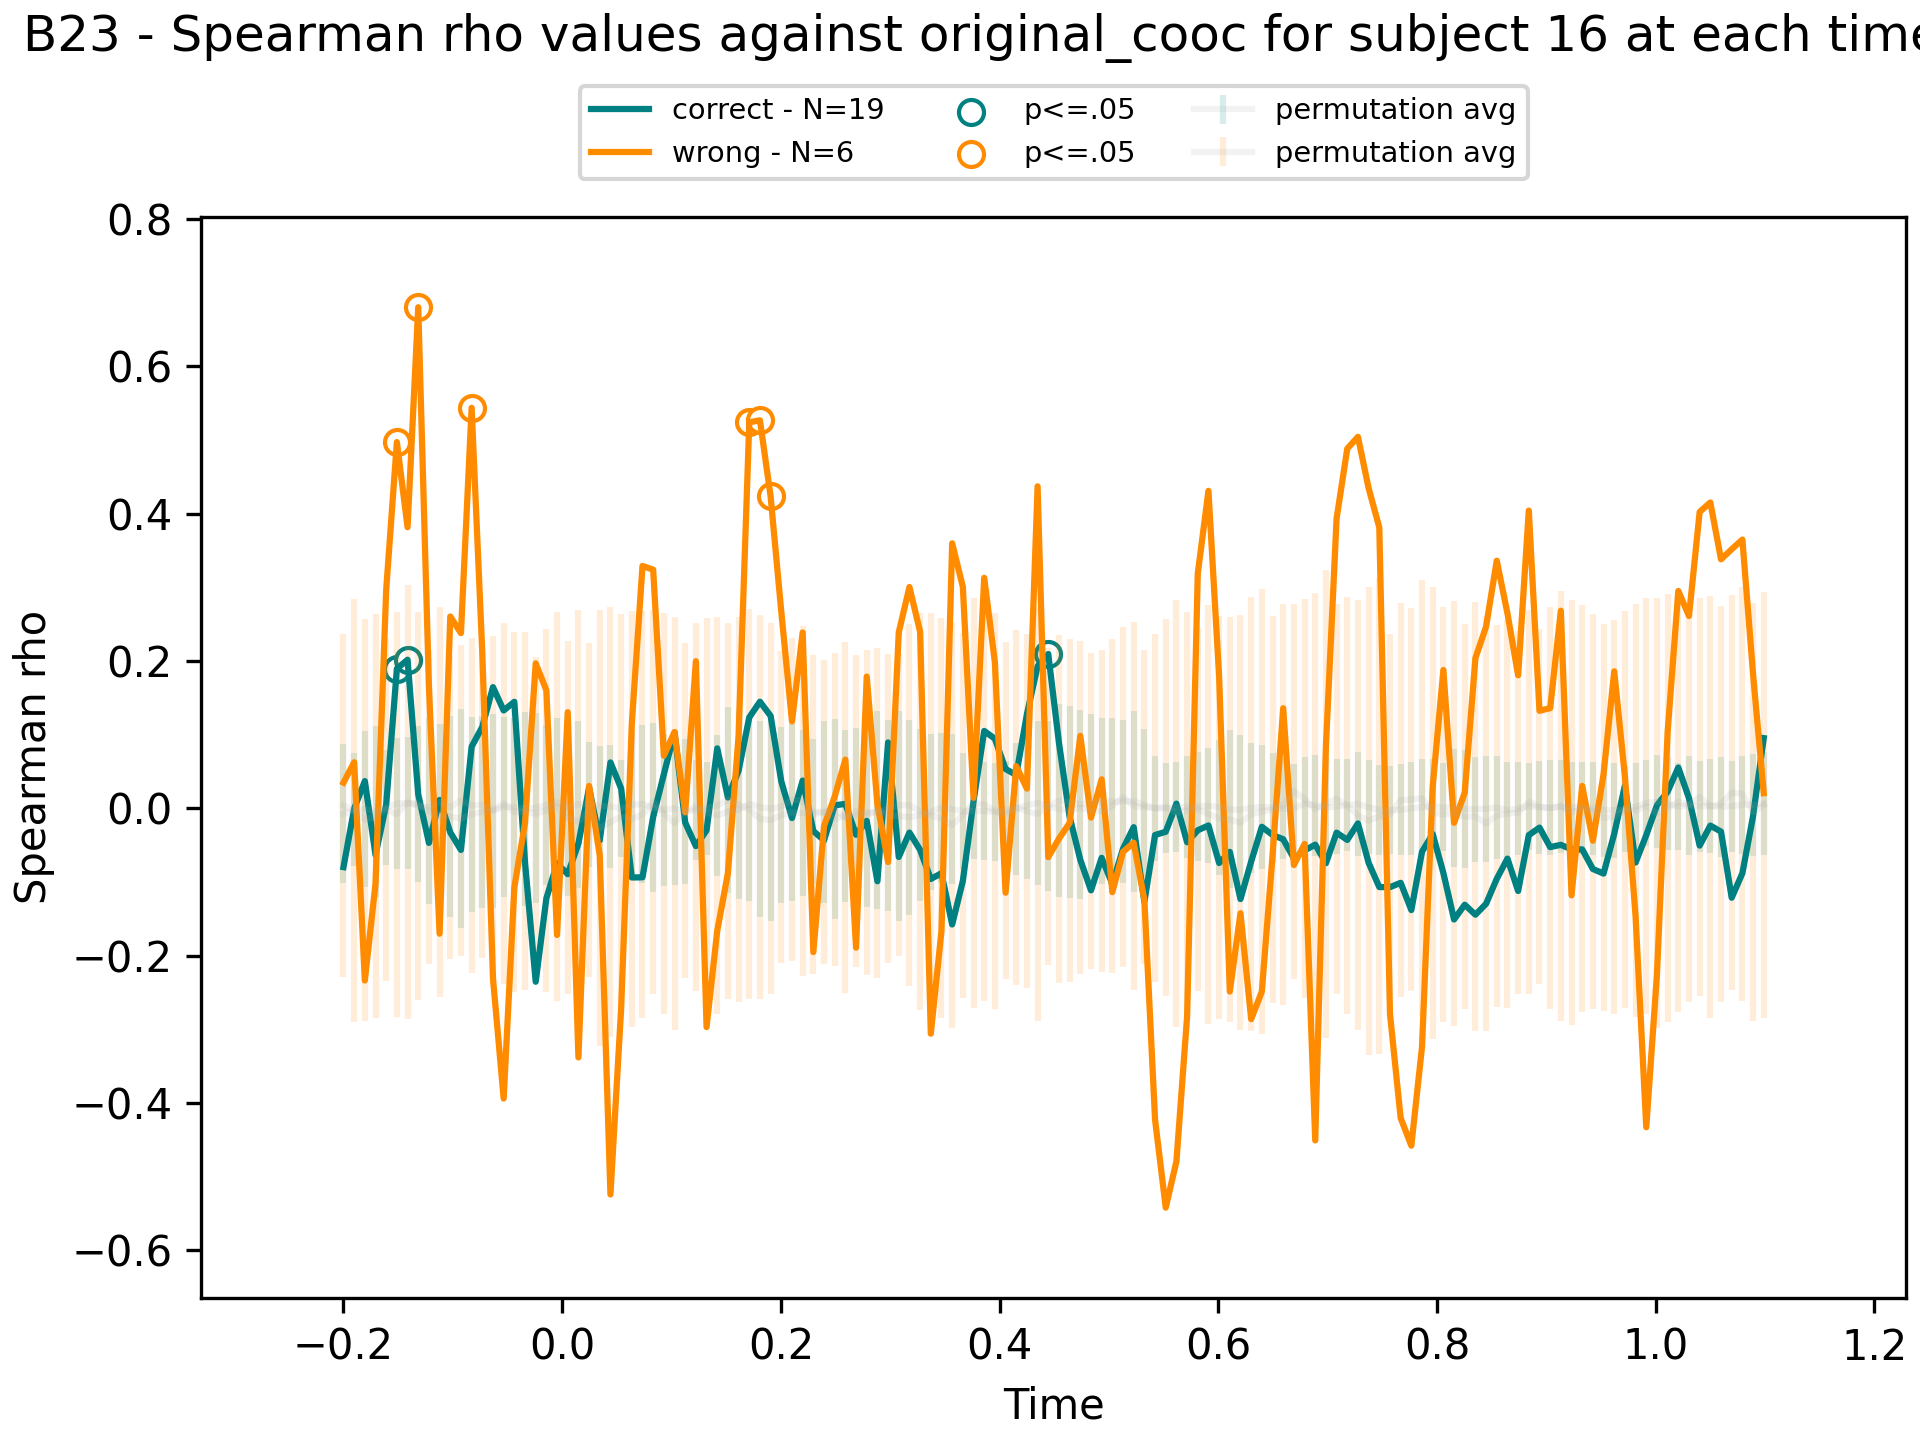 B23 - Spearman rho values against original_cooc for subject 16 at each time
correct - N=19
wrong - N=6
p<=.05
p<=.05
permutation avg
permutation avg
Spearman rho
0.8
0.6
0.4
0.2
0.0
−0.2
−0.4
−0.6
−0.2 0.0 0.2 0.4 0.6 0.8 1.0 1.2
Time